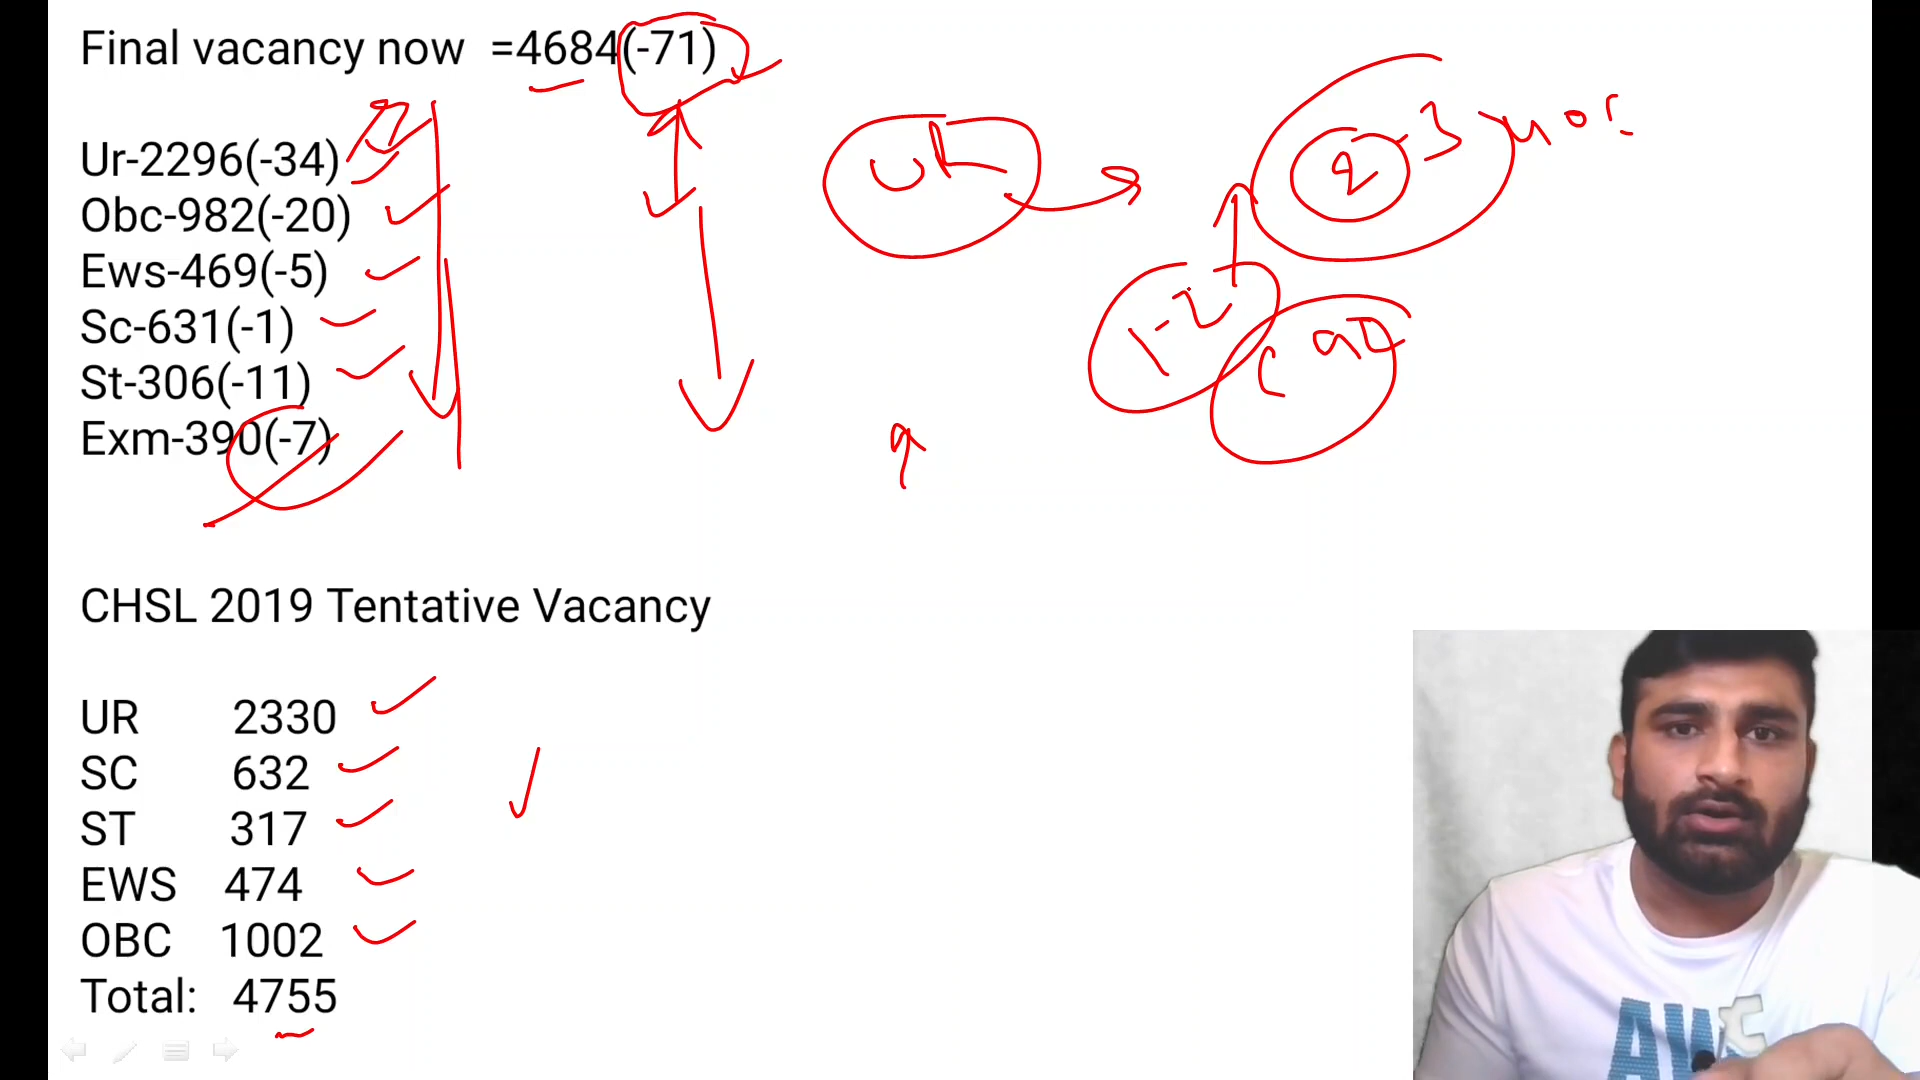 Final vacancy now =4684(-71)
Ur-2296(-34)
Obc-982(-20)
Ews-469(-5)
Sc-631(-1)
St-306(-11)
Exm-390(-7)
UR
2-3
1-2
CHSL 2019 Tentative Vacancy
UR 2330
SC 632
ST 317
EWS 474
OBC 1002
Total: 4755